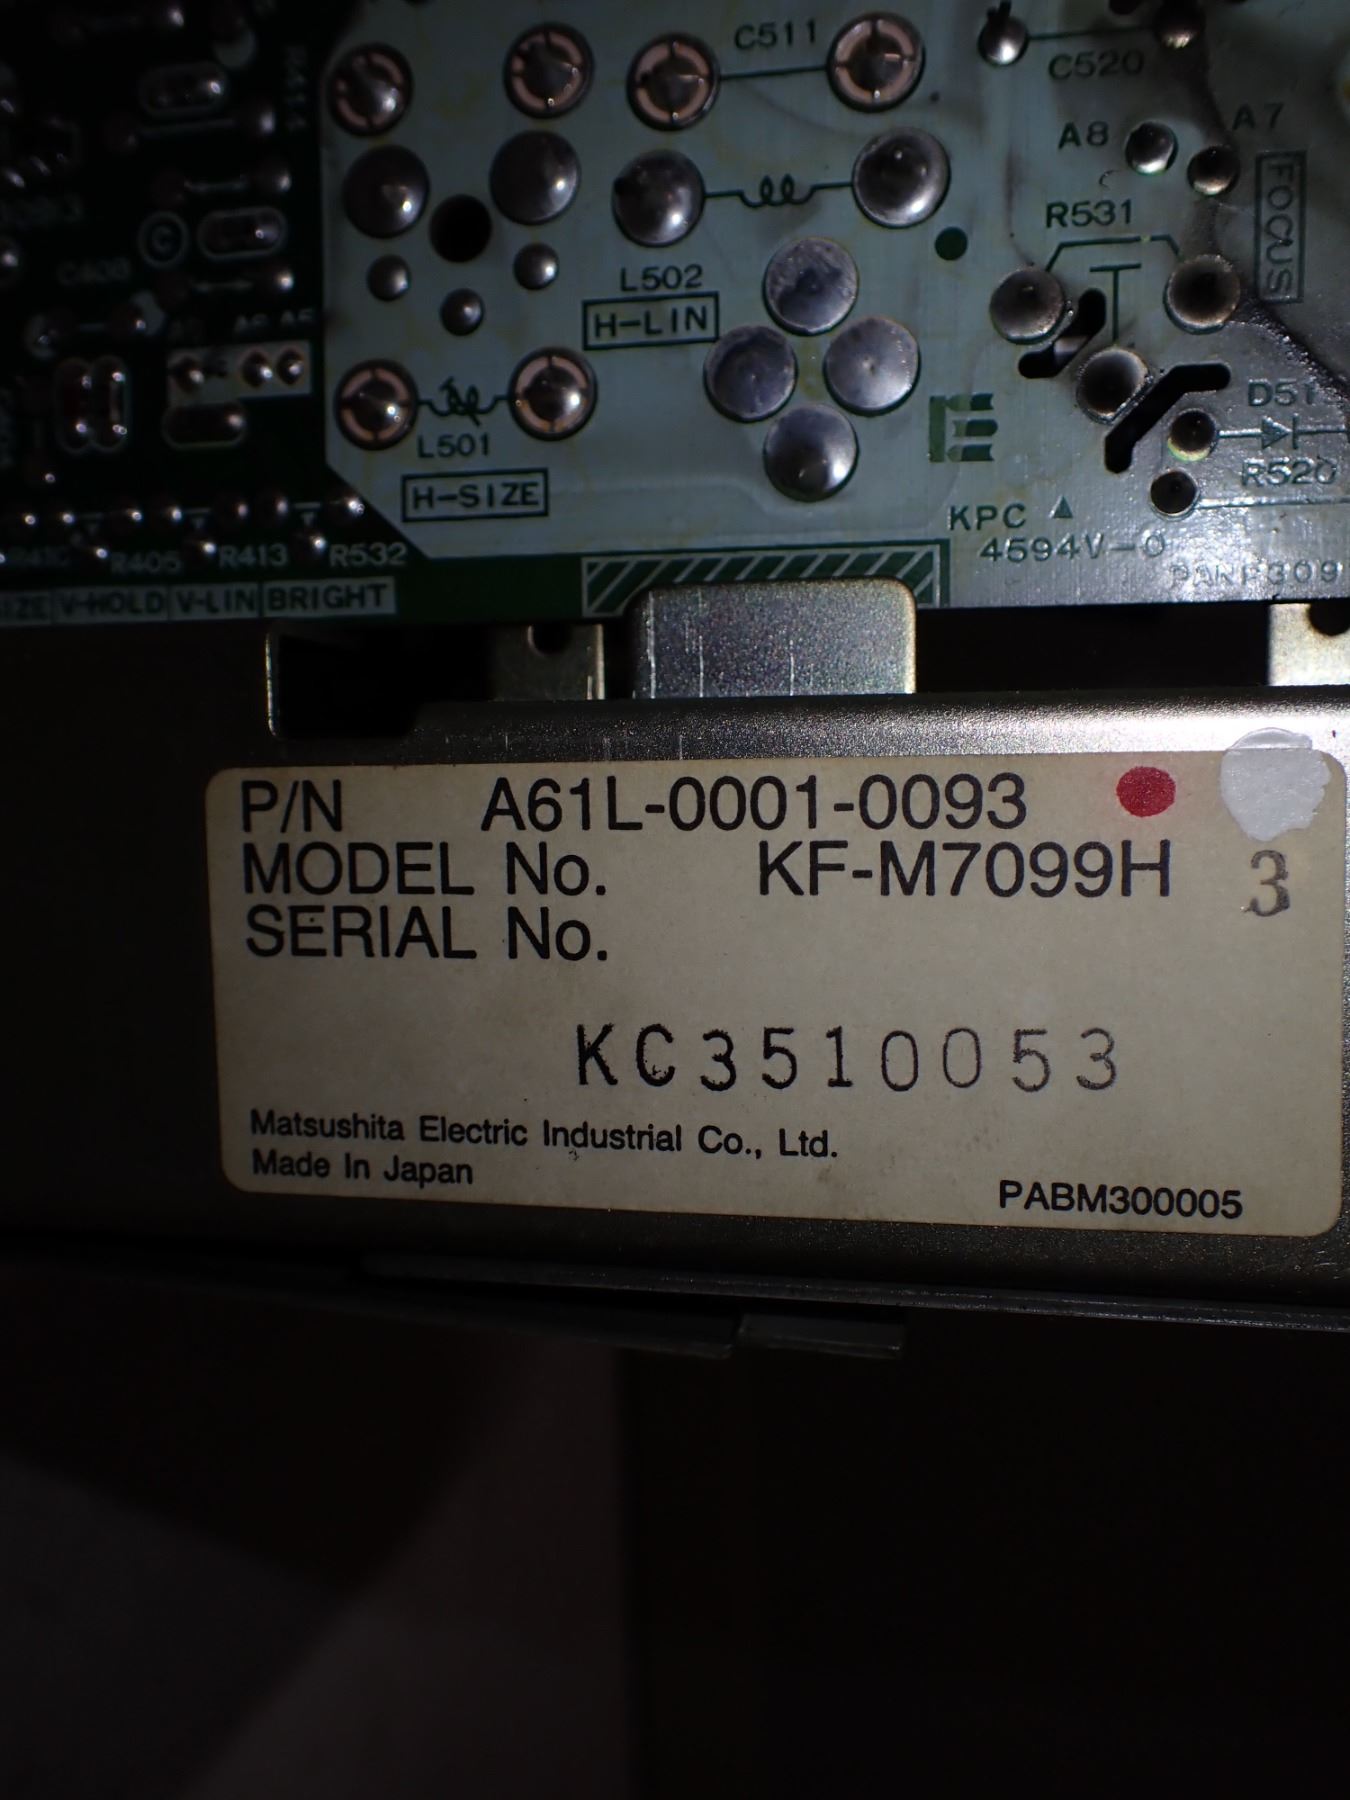 C511
C520
A8
A7
R531
FOCUS
L502
H-LIN
L501
H-SIZE
D51
R520
KPC
4594V-0
R405
R413
R532
V-HOLD
V-LIN
BRIGHT
P/N A61L-0001-0093
MODEL No. KF-M7099H 3
SERIAL No.
KC3510053
Matsushita Electric Industrial Co., Ltd.
Made In Japan
PABM300005